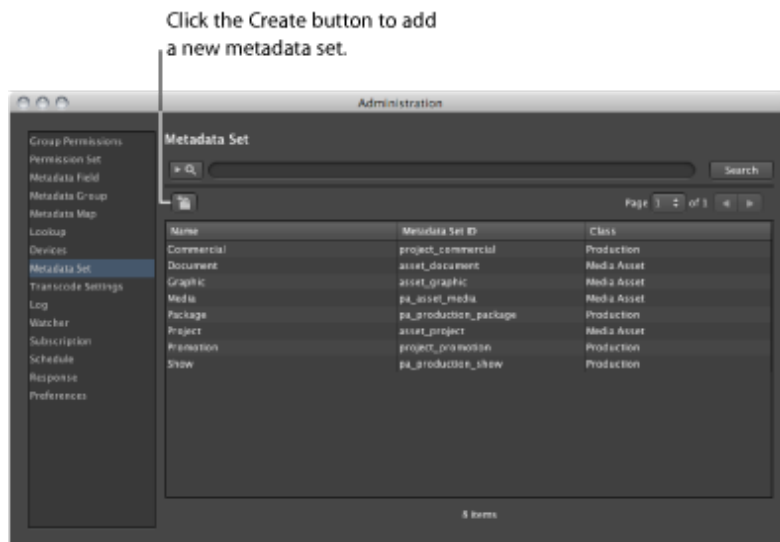 Click the Create button to add
a new metadata set.
Administration
Group Permissions
Permission Set
Metadata Field
Metadata Group
Metadata Map
Lookup
Devices
Metadata Set
Transcode Settings
Log
Watcher
Subscription
Schedule
Response
Preferences
Metadata Set
Search
Page 1 of 1
Name Metadata Set ID Class
Commercial project_commercial Production
Document asset_document Media Asset
Graphic asset_graphic Media Asset
Media pa_asset_media Media Asset
Package pa_production_package Production
Project asset_project Media Asset
Promotion project_promotion Production
Show pa_production_show Production
8 items